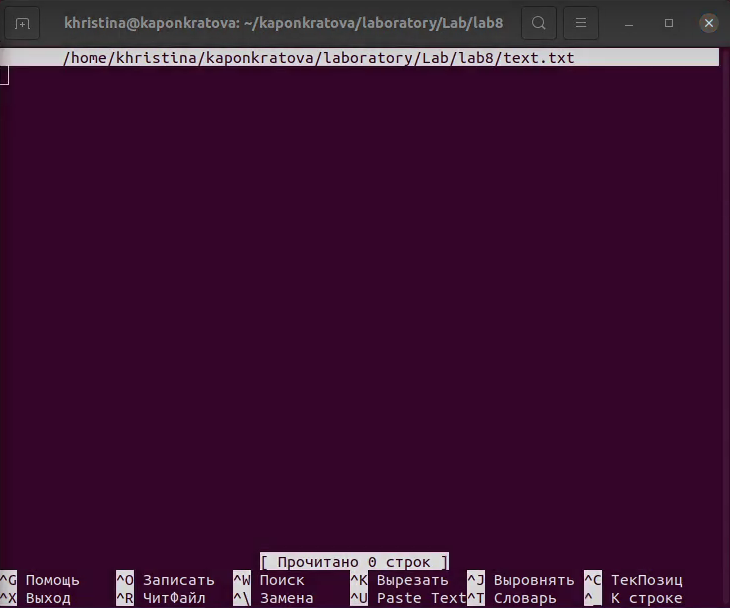 khristina@kaponkratova: ~/kaponkratova/laboratory/Lab/lab8
/home/khristina/kaponkratova/laboratory/Lab/lab8/text.txt
[ Прочитано 0 строк ]
^G Помощь ^O Записать ^W Поиск ^K Вырезать ^J Выровнять ^C ТекПозиц
^X Выход ^R ЧитФайл ^\ Замена ^U Paste Text ^T Словарь ^_ К строке